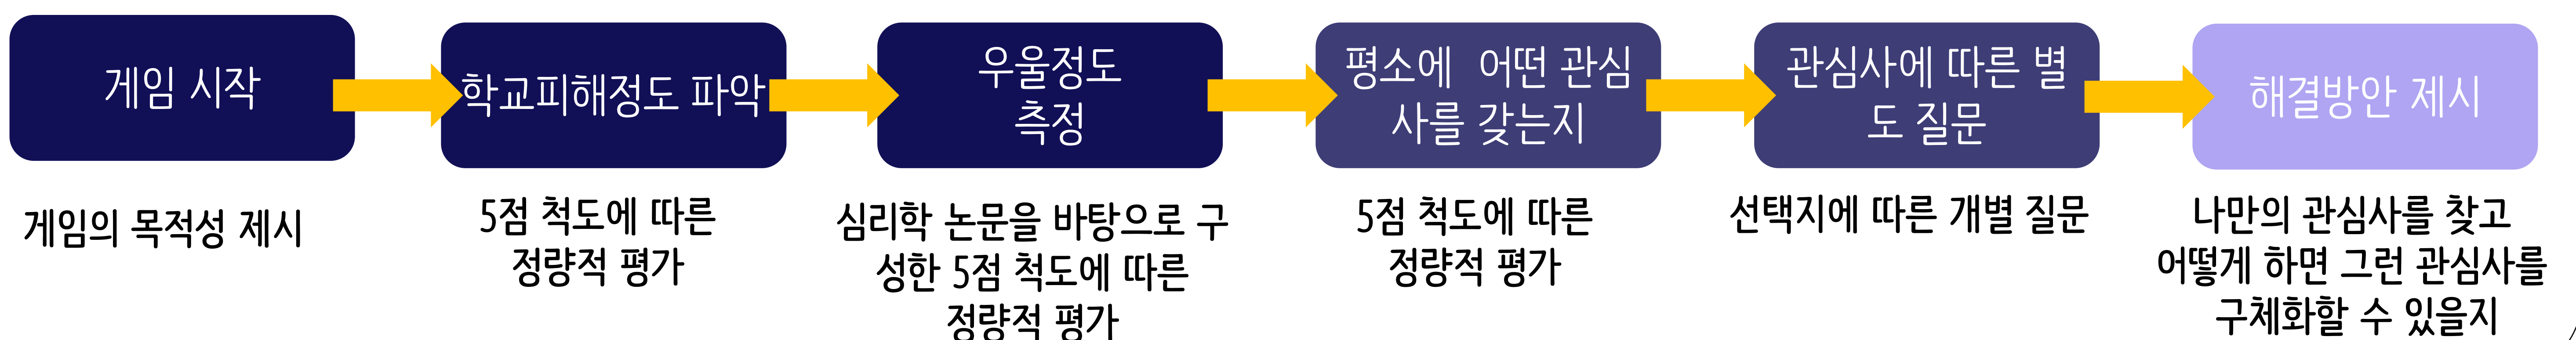 게임 시작
학교피해정도 파악
우울정도
측정
평소에 어떤 관심
사를 갖는지
관심사에 따른 별
도 질문
해결방안 제시
게임의 목적성 제시
5점 척도에 따른
정량적 평가
심리학 논문을 바탕으로 구
성한 5점 척도에 따른
정량적 평가
5점 척도에 따른
정량적 평가
선택지에 따른 개별 질문
나만의 관심사를 찾고
어떻게 하면 그런 관심사를
구체화할 수 있을지